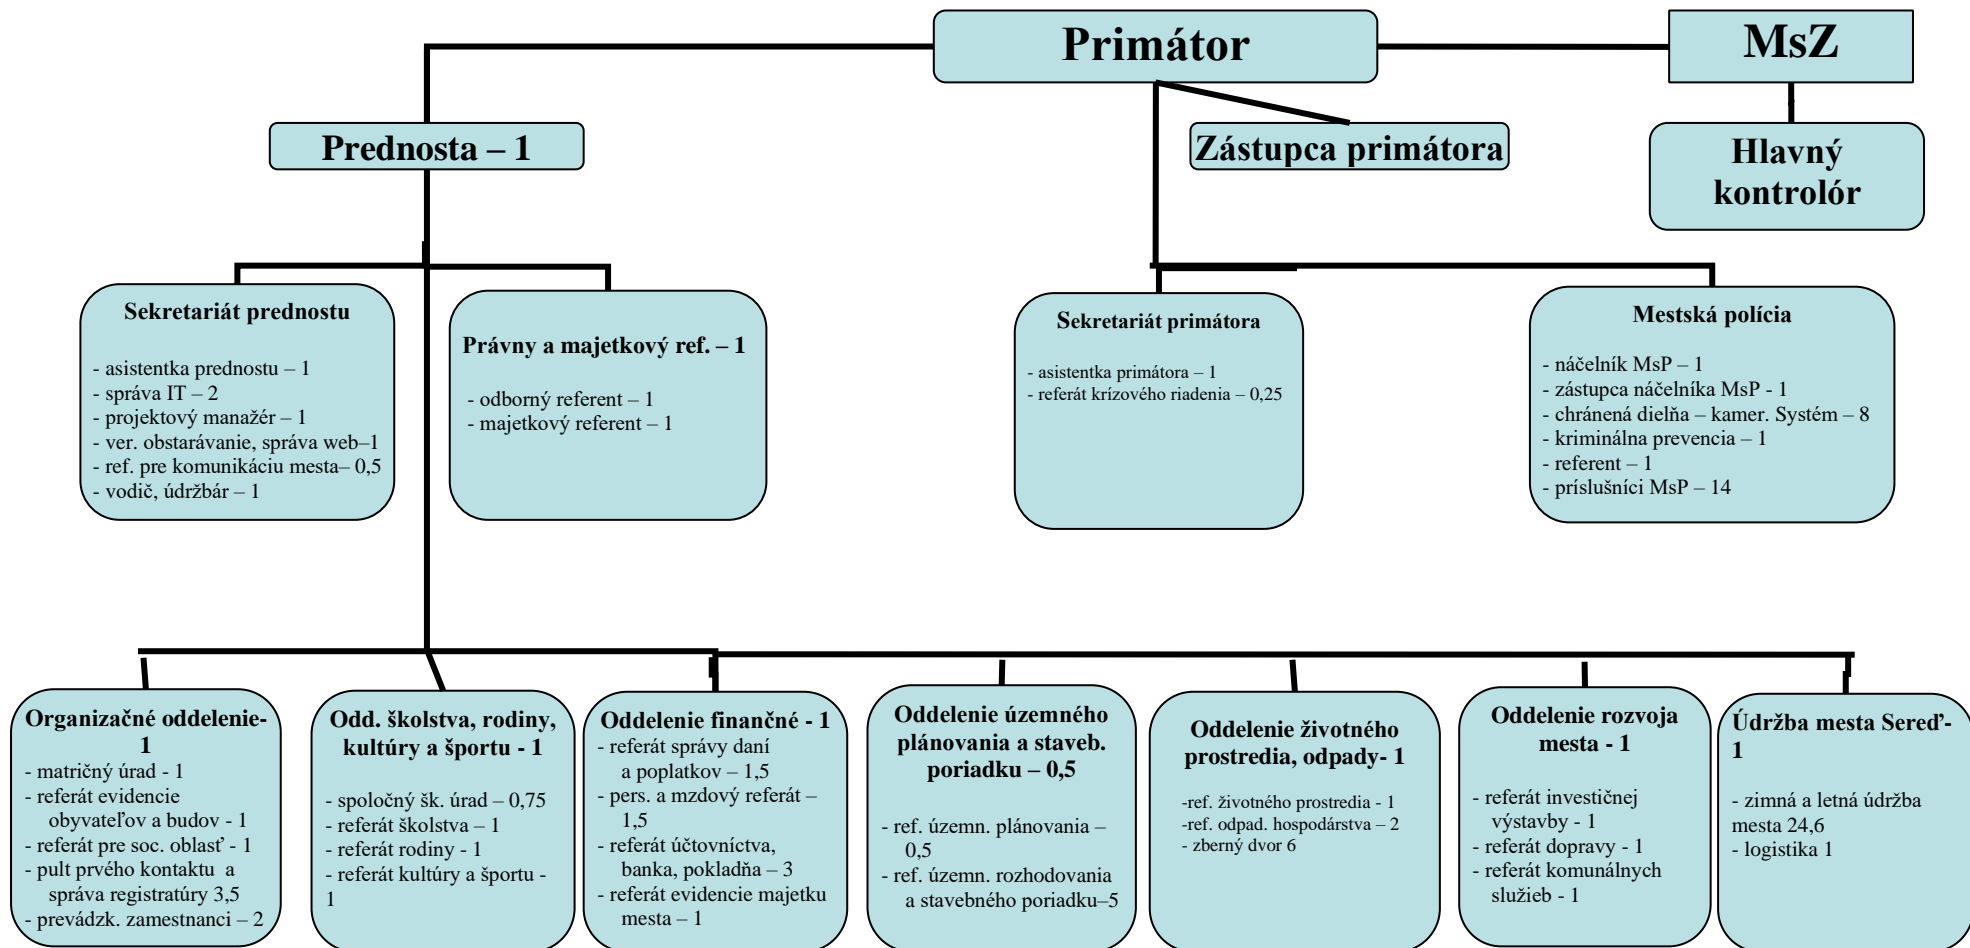 Primátor
MsZ
Prednosta – 1
Zástupca primátora
Hlavný
kontrolór
Sekretariát prednostu
- asistentka prednostu – 1
- správa IT – 2
- projektový manažér – 1
- ver. obstarávanie, správa web–1
- ref. pre komunikáciu mesta– 0,5
- vodič, údržbár – 1
Právny a majetkový ref. – 1
- odborný referent – 1
- majetkový referent – 1
Sekretariát primátora
- asistentka primátora – 1
- referát krízového riadenia – 0,25
Mestská polícia
- náčelník MsP – 1
- zástupca náčelníka MsP - 1
- chránená dielňa – kamer. Systém – 8
- kriminálna prevencia – 1
- referent – 1
- príslušníci MsP – 14
Organizačné oddelenie-
1
- matričný úrad - 1
- referát evidencie
obyvateľov a budov - 1
- referát pre soc. oblasť - 1
- pult prvého kontaktu a
správa registratúry 3,5
- prevádzk. zamestnanci – 2
Odd. školstva, rodiny,
kultúry a športu - 1
- spoločný šk. úrad – 0,75
- referát školstva – 1
- referát rodiny - 1
- referát kultúry a športu -
1
Oddelenie finančné - 1
- referát správy daní
a poplatkov – 1,5
- pers. a mzdový referát –
1,5
- referát účtovníctva,
banka, pokladňa – 3
- referát evidencie majetku
mesta – 1
Oddelenie územného
plánovania a staveb.
poriadku – 0,5
- ref. územn. plánovania –
0,5
- ref. územn. rozhodovania
a stavebného poriadku–5
Oddelenie životného
prostredia, odpady- 1
-ref. životného prostredia - 1
-ref. odpad. hospodárstva – 2
- zberný dvor 6
Oddelenie rozvoja
mesta - 1
- referát investičnej
výstavby - 1
- referát dopravy - 1
- referát komunálnych
služieb - 1
Údržba mesta Sereď-
1
- zimná a letná údržba
mesta 24,6
- logistika 1